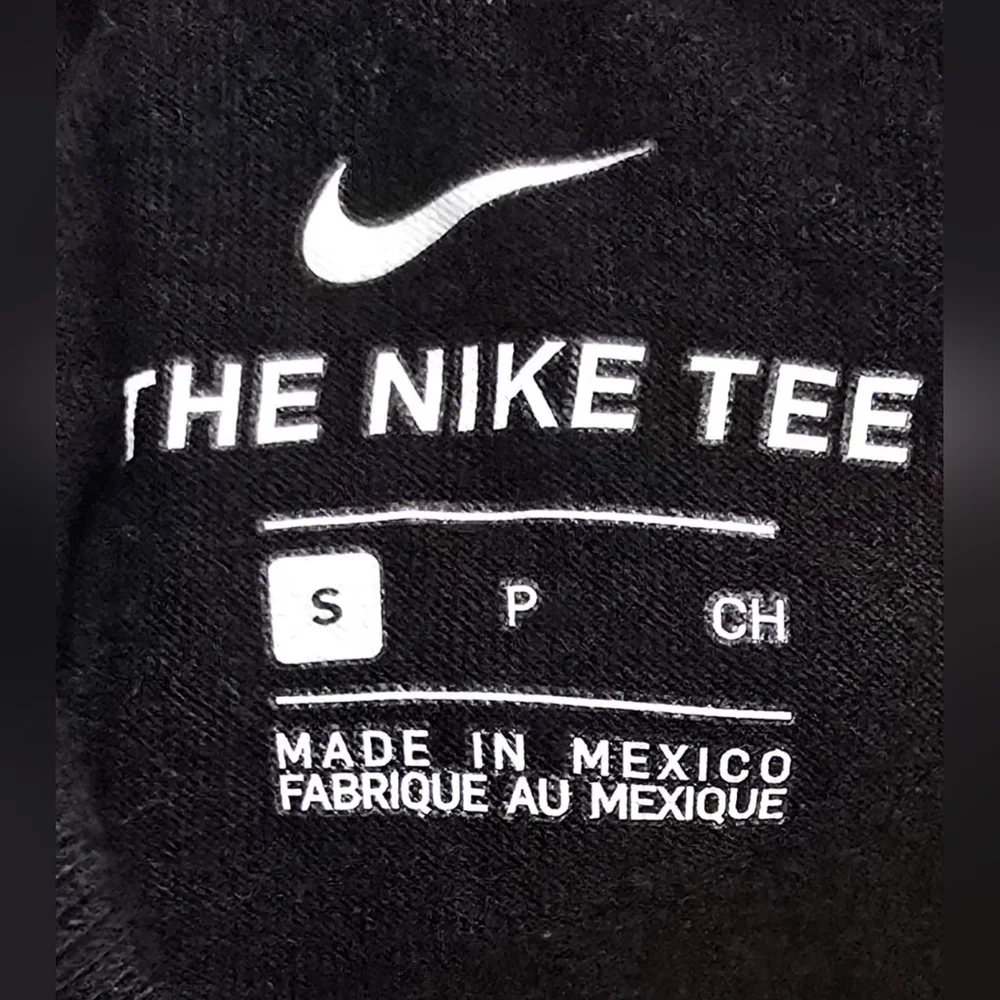 THE NIKE TEE
S P CH
MADE IN MEXICO
FABRIQUE AU MEXIQUE